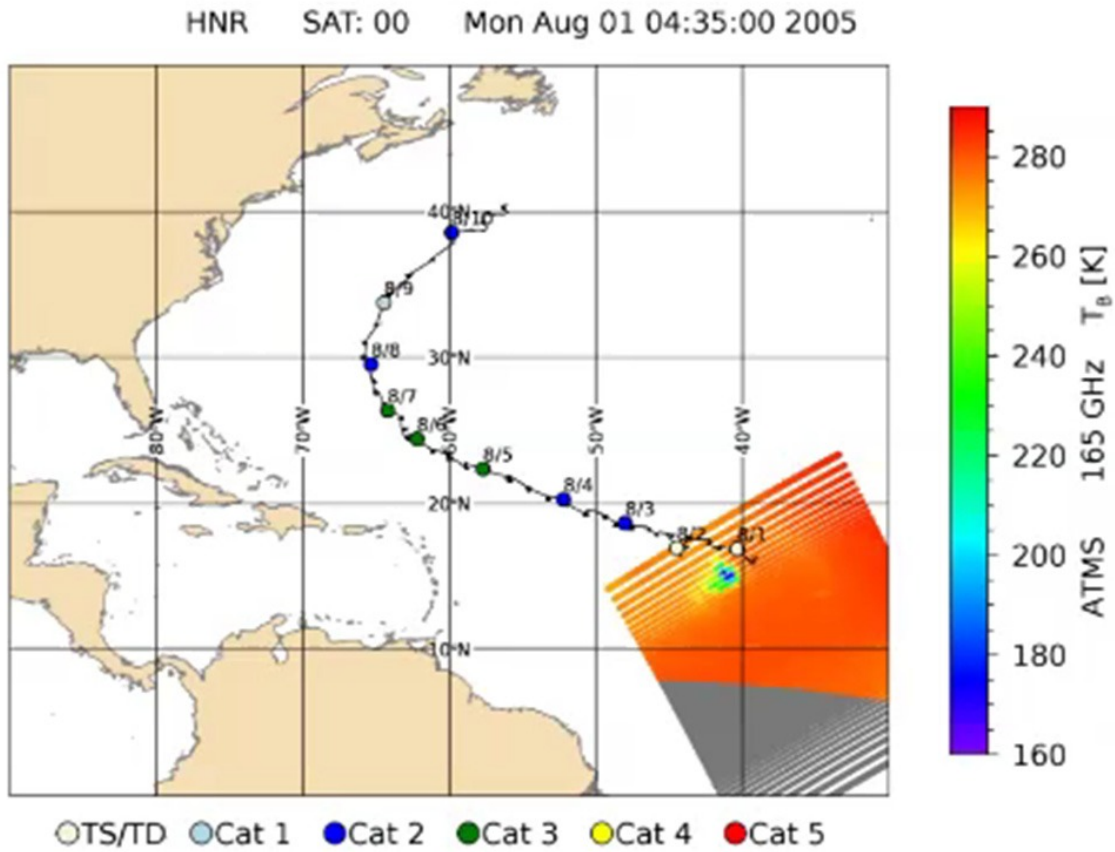 HNR SAT: 00 Mon Aug 01 04:35:00 2005
40°N
8/10
8/9
8/8
30°N
8/7
80°W
70°W
8/6
60°W
50°W
40°W
8/5
8/4
20°N
8/3
8/2
8/1
10°N
280
260
240
220
200
180
160
ATMS 165 GHz T_B [K]
TS/TD Cat 1 Cat 2 Cat 3 Cat 4 Cat 5